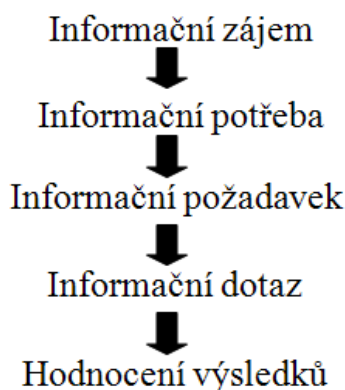 Informační zájem
Informační potřeba
Informační požadavek
Informační dotaz
Hodnocení výsledků